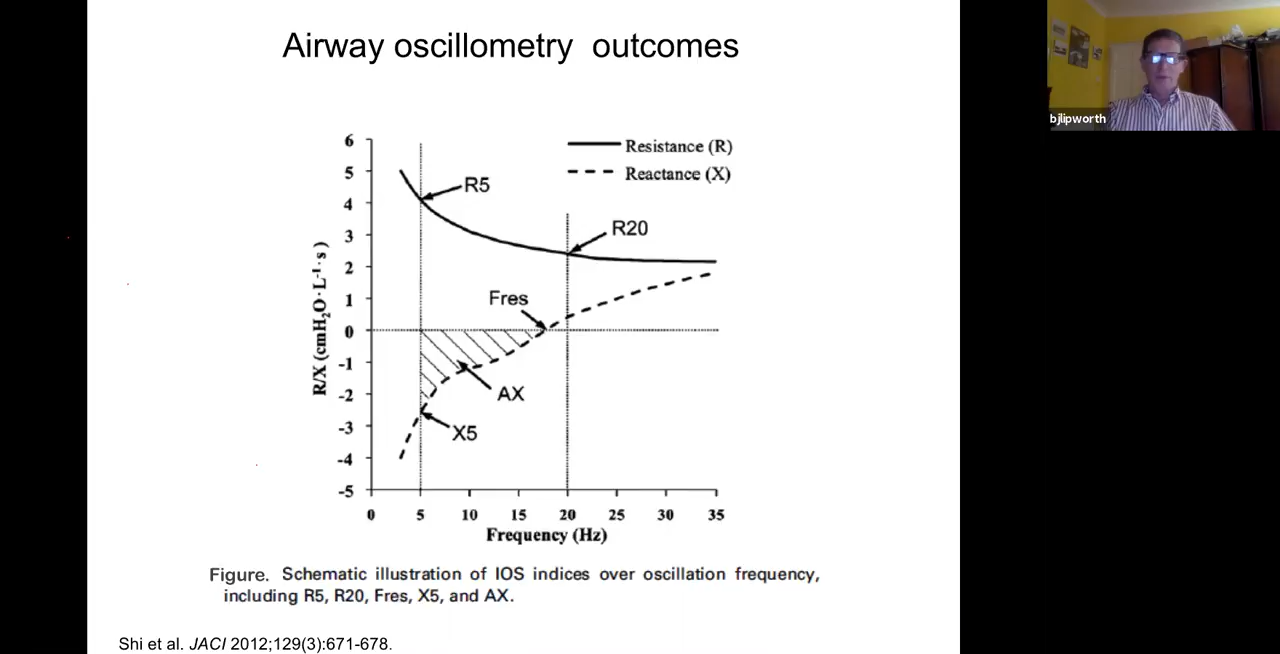 Airway oscillometry outcomes
bjlipworth
6
5
4
3
2
1
0
-1
-2
-3
-4
-5
R/X (cmH₂O·L⁻¹·s)
Resistance (R)
Reactance (X)
R5
R20
Fres
AX
X5
0 5 10 15 20 25 30 35
Frequency (Hz)
Figure. Schematic illustration of IOS indices over oscillation frequency,
including R5, R20, Fres, X5, and AX.
Shi et al. JACI 2012;129(3):671-678.